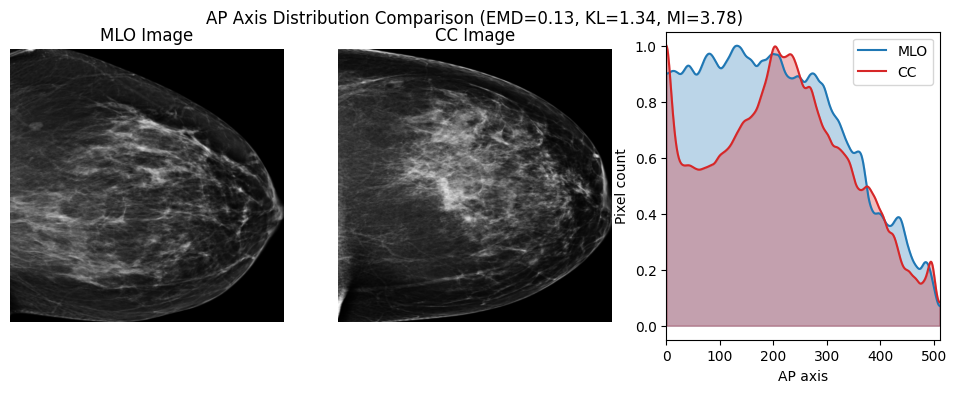 AP Axis Distribution Comparison (EMD=0.13, KL=1.34, MI=3.78)
MLO Image
CC Image
MLO
CC
Pixel count
1.0
0.8
0.6
0.4
0.2
0.0
0 100 200 300 400 500
AP axis